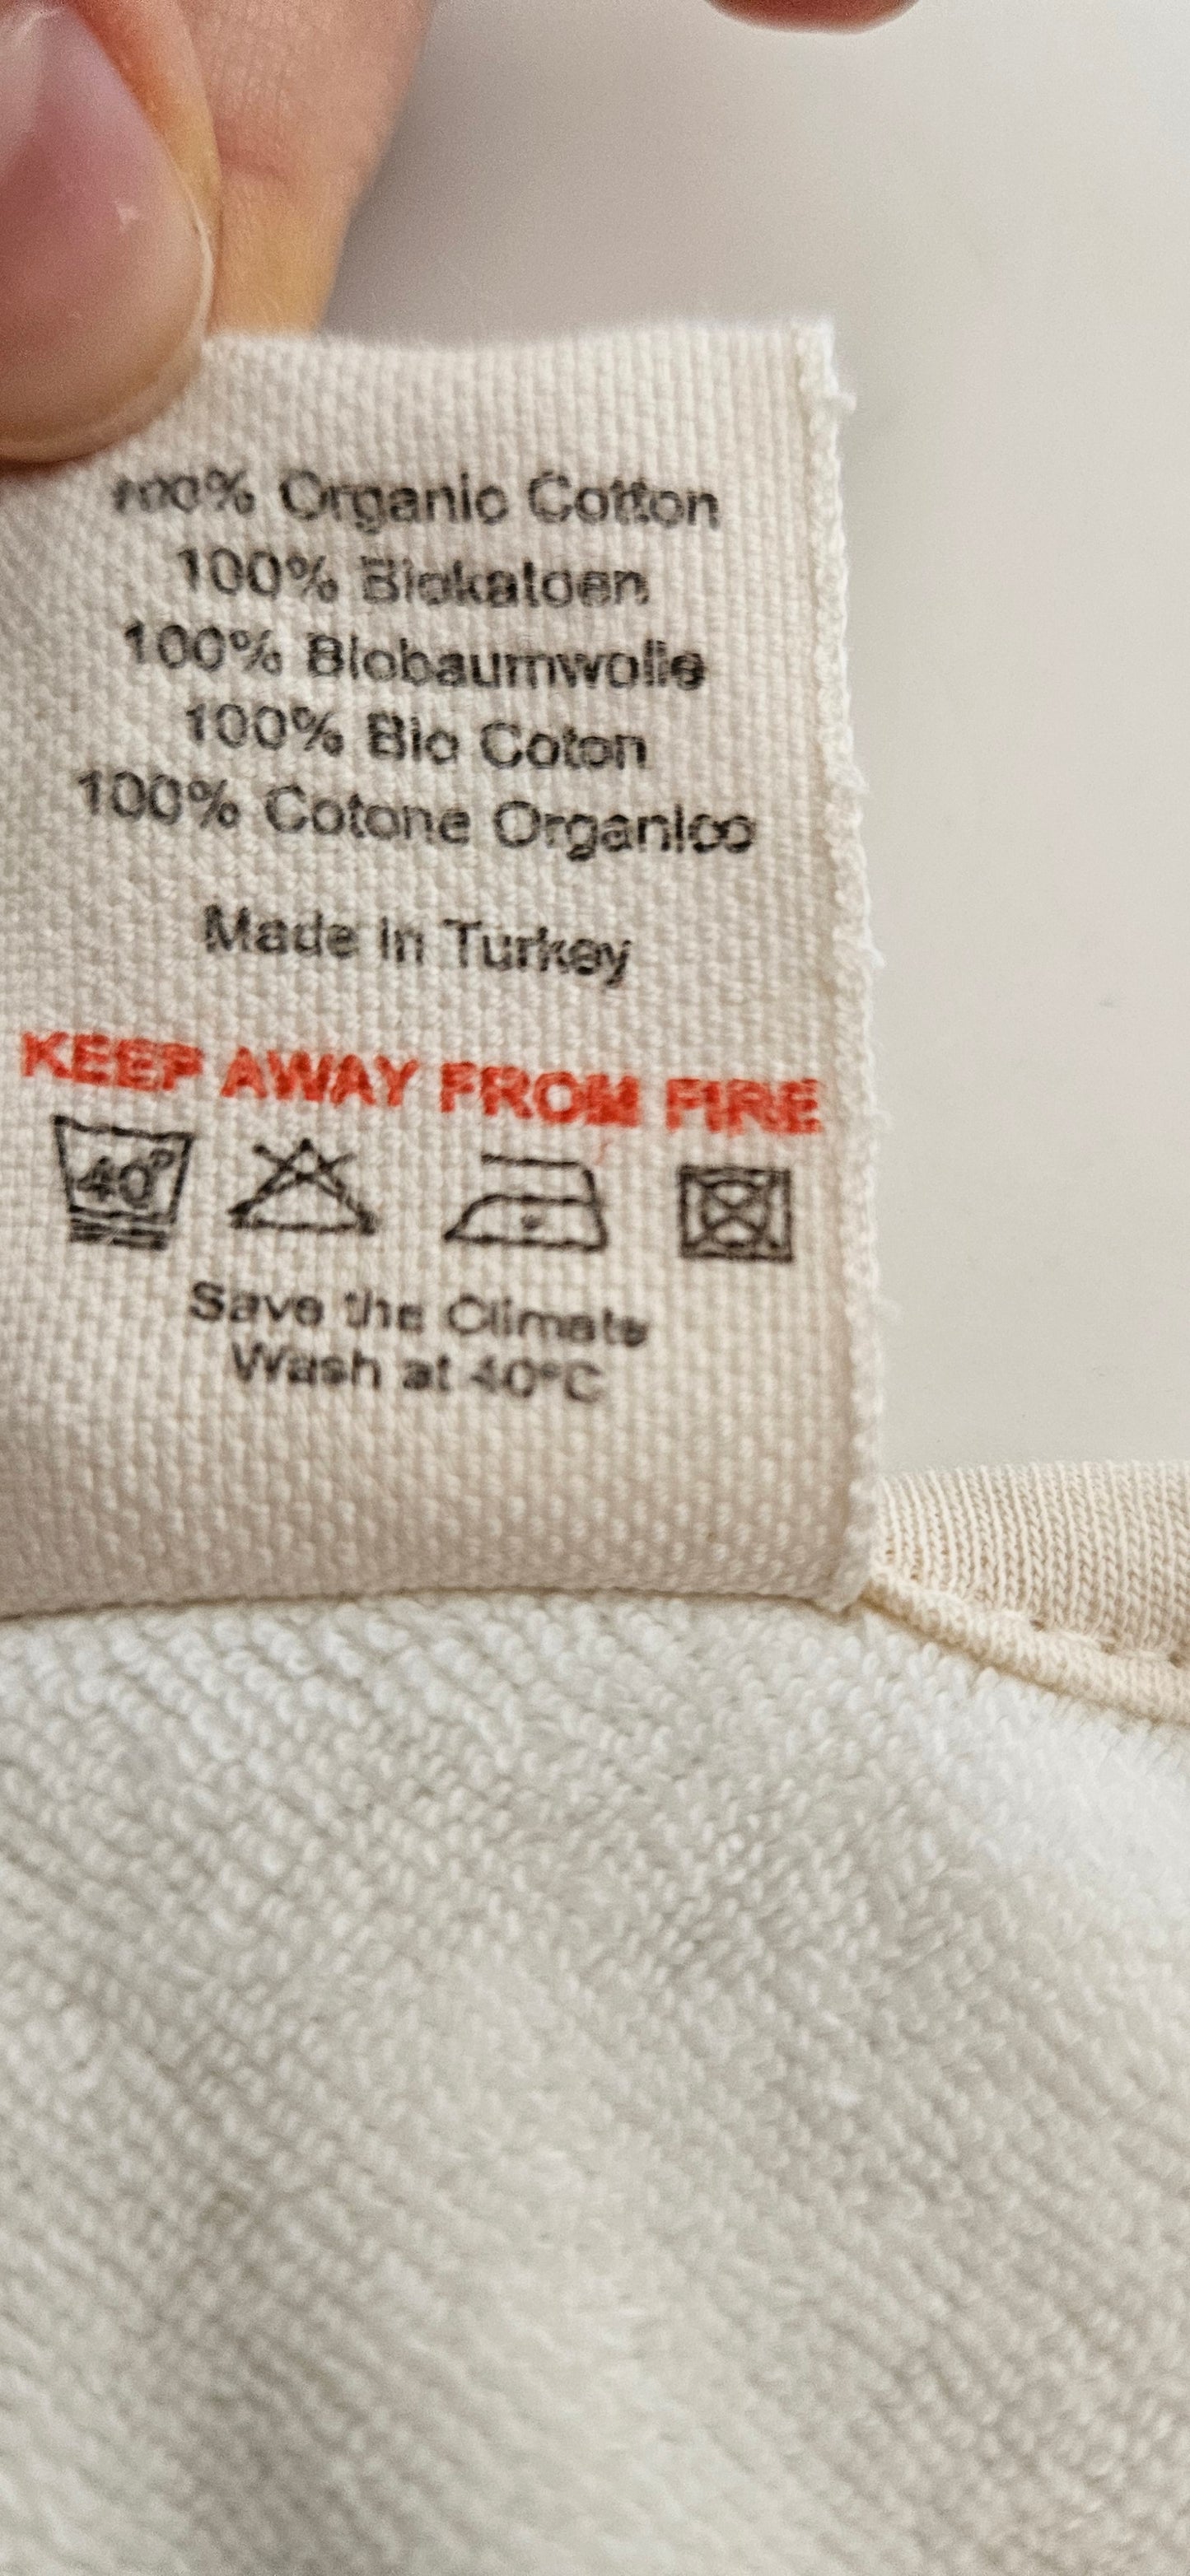 100% Organic Cotton
100% Biokatoen
100% Biobaumwolle
100% Bio Coton
100% Cotone Organico
Made in Turkey
KEEP AWAY FROM FIRE
40°
Save the Climate
Wash at 40°C